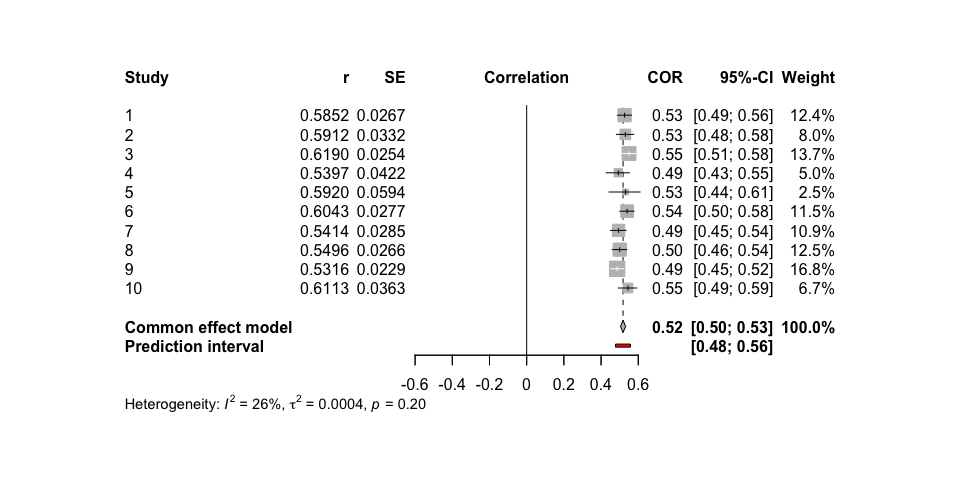 Study r SE Correlation COR 95%-CI Weight
1 0.5852 0.0267 0.53 [0.49; 0.56] 12.4%
2 0.5912 0.0332 0.53 [0.48; 0.58] 8.0%
3 0.6190 0.0254 0.55 [0.51; 0.58] 13.7%
4 0.5397 0.0422 0.49 [0.43; 0.55] 5.0%
5 0.5920 0.0594 0.53 [0.44; 0.61] 2.5%
6 0.6043 0.0277 0.54 [0.50; 0.58] 11.5%
7 0.5414 0.0285 0.49 [0.45; 0.54] 10.9%
8 0.5496 0.0266 0.50 [0.46; 0.54] 12.5%
9 0.5316 0.0229 0.49 [0.45; 0.52] 16.8%
10 0.6113 0.0363 0.55 [0.49; 0.59] 6.7%
Common effect model 0.52 [0.50; 0.53] 100.0%
Prediction interval [0.48; 0.56]
-0.6 -0.4 -0.2 0 0.2 0.4 0.6
Heterogeneity: I² = 26%, τ² = 0.0004, p = 0.20